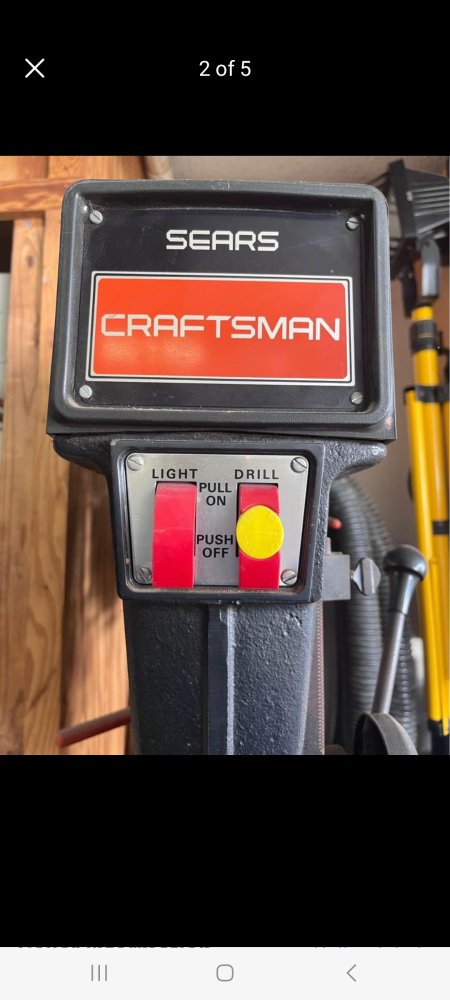 2 of 5
SEARS
CRAFTSMAN
LIGHT DRILL
PULL
ON
PUSH
OFF